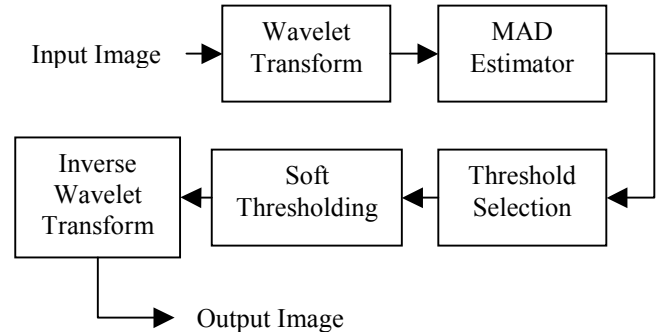 Input Image
Wavelet
Transform
MAD
Estimator
Inverse
Wavelet
Transform
Soft
Thresholding
Threshold
Selection
Output Image